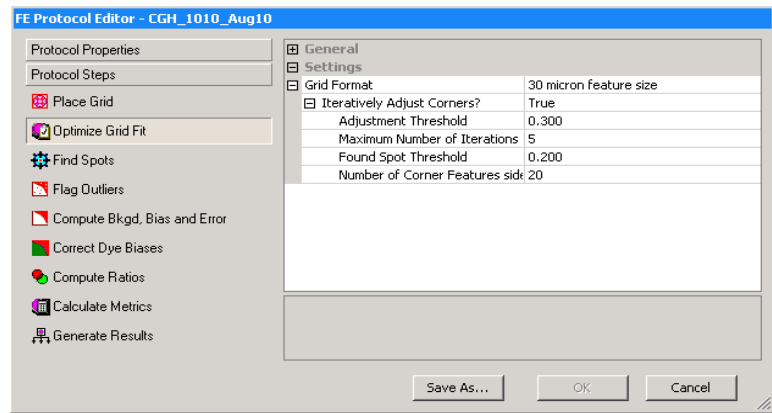 FE Protocol Editor - CGH_1010_Aug10
Protocol Properties
Protocol Steps
Place Grid
Optimize Grid Fit
Find Spots
Flag Outliers
Compute Bkgd, Bias and Error
Correct Dye Biases
Compute Ratios
Calculate Metrics
Generate Results
General
Settings
Grid Format 30 micron feature size
Iteratively Adjust Corners? True
Adjustment Threshold 0.300
Maximum Number of Iterations 5
Found Spot Threshold 0.200
Number of Corner Features side 20
Save As... OK Cancel